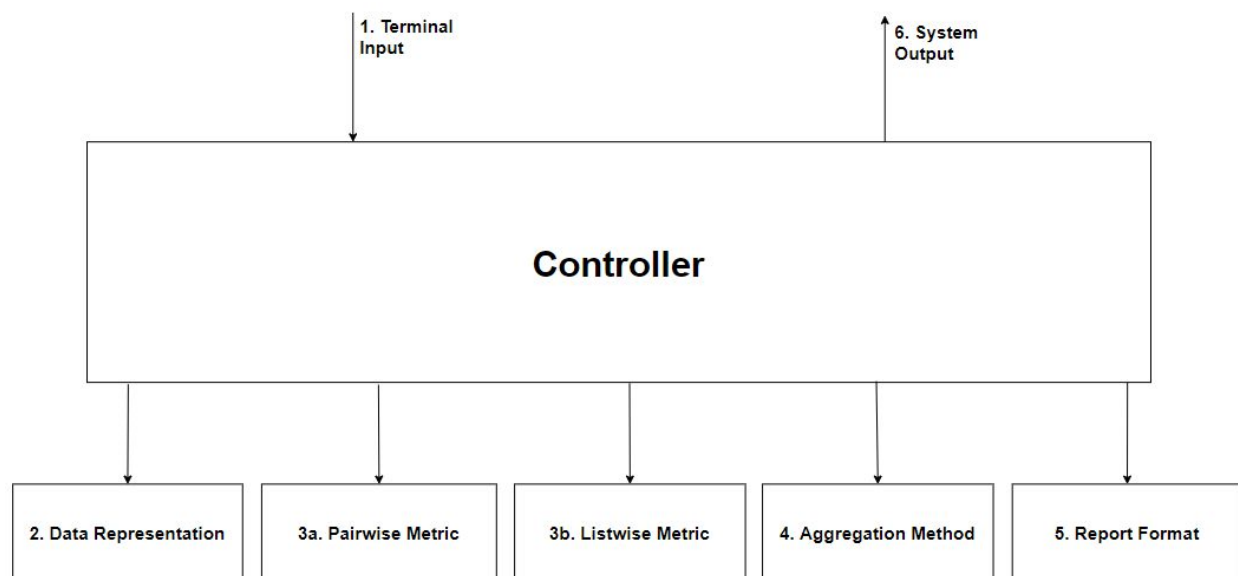 1. Terminal
Input
6. System
Output
Controller
2. Data Representation
3a. Pairwise Metric
3b. Listwise Metric
4. Aggregation Method
5. Report Format